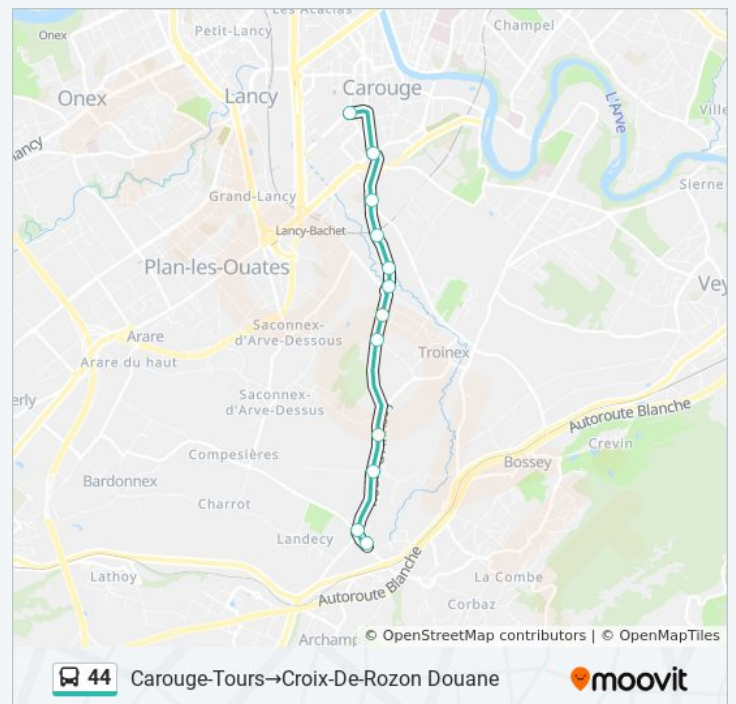 Les Acacias
Onex
Petit-Lancy
Champel
Onex
Lancy
Carouge
L'Arve
Ville
ancy
Grand-Lancy
Sierne
Lancy-Bachet
Plan-les-Ouates
Vey
Saconnex-
d'Arve-Dessous
Arare
Troinex
Arare du haut
Saconnex-
d'Arve-Dessus
erly
Autoroute Blanche
Crevin
Compesières
Bossey
Bardonnex
Charrot
Landecy
Lathoy
Autoroute Blanche
La Combe
Corbaz
Archamp
© OpenStreetMap contributors | © OpenMapTiles
44 Carouge-Tours→Croix-De-Rozon Douane
moovit